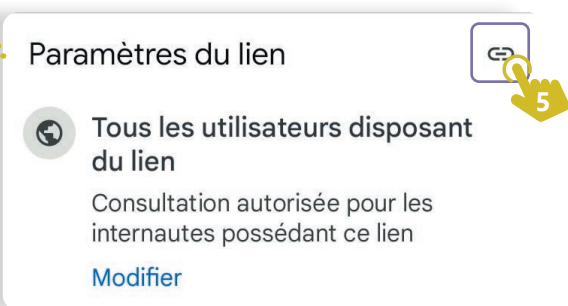 Paramètres du lien
5
Tous les utilisateurs disposant
du lien
Consultation autorisée pour les
internautes possédant ce lien
Modifier